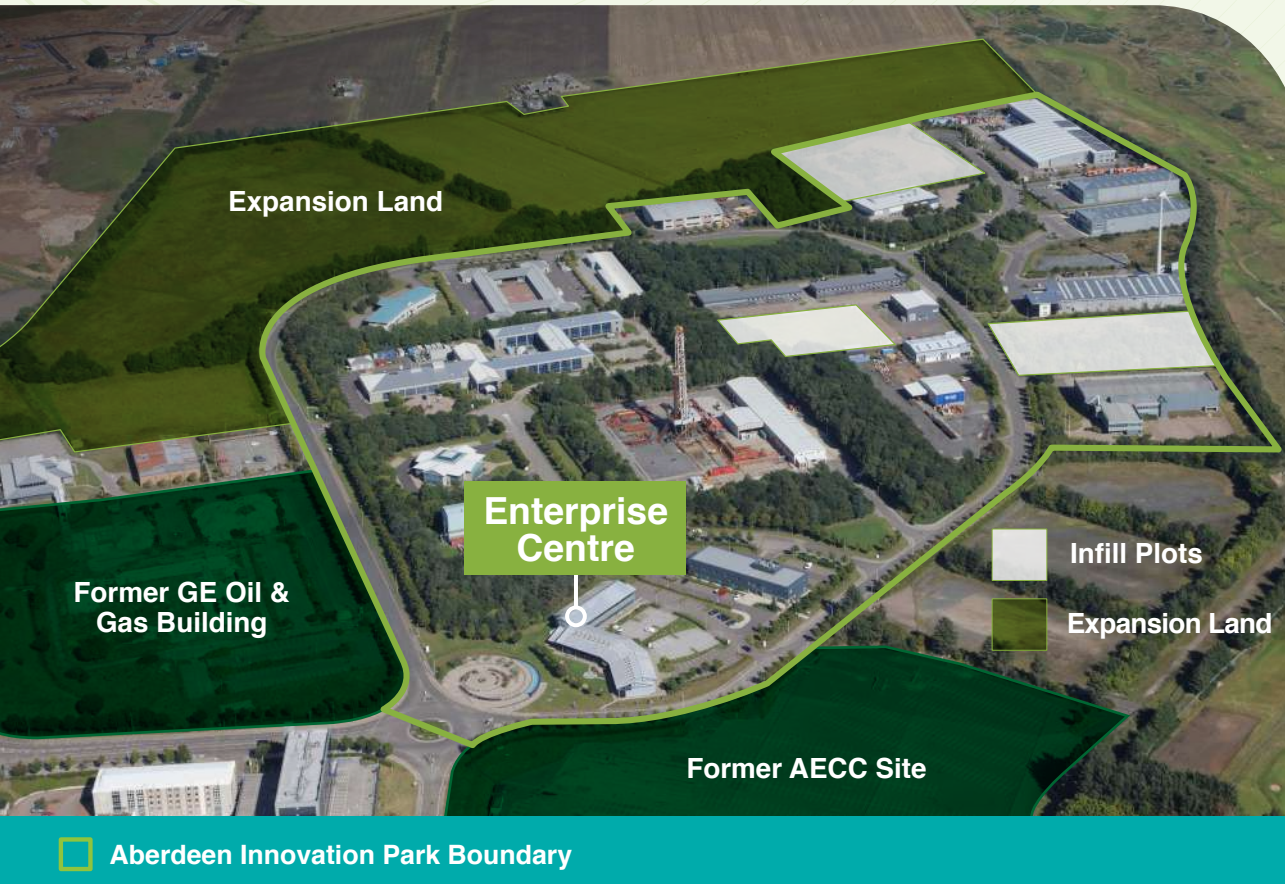 Expansion Land
Enterprise
Centre
Infill Plots
Former GE Oil &
Gas Building
Expansion Land
Former AECC Site
Aberdeen Innovation Park Boundary